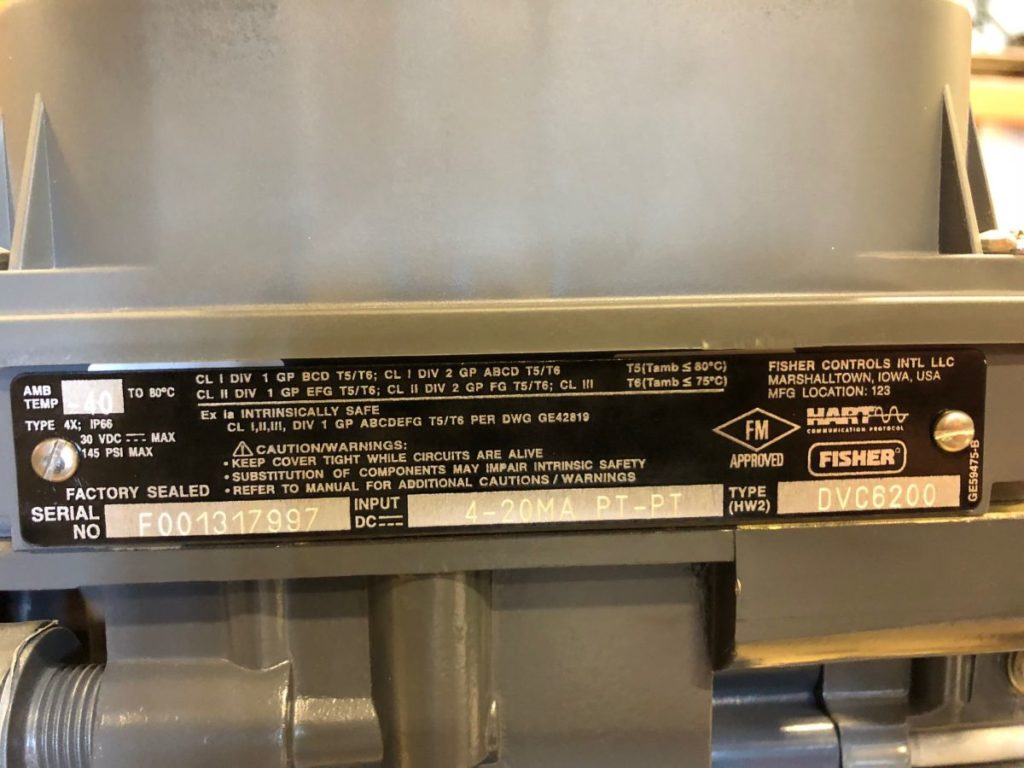 AMB TEMP -40 TO 80°C
TYPE 4X; IP66
30 VDC MAX
145 PSI MAX
FACTORY SEALED
CL I DIV 1 GP BCD T5/T6; CL I DIV 2 GP ABCD T5/T6
CL II DIV 1 GP EFG T5/T6; CL II DIV 2 GP FG T5/T6; CL III
T5(Tamb ≤ 80°C)
T6(Tamb ≤ 75°C)
Ex ia INTRINSICALLY SAFE
CL I,II,III, DIV 1 GP ABCDEFG T5/T6 PER DWG GE42819
⚠ CAUTION/WARNING:
• KEEP COVER TIGHT WHILE CIRCUITS ARE ALIVE
• SUBSTITUTION OF COMPONENTS MAY IMPAIR INTRINSIC SAFETY
• REFER TO MANUAL FOR ADDITIONAL CAUTIONS / WARNINGS
FISHER CONTROLS INTL LLC
MARSHALLTOWN, IOWA, USA
MFG LOCATION: 123
FM
APPROVED
HART
COMMUNICATION PROTOCOL
FISHER
GE59475-B
SERIAL NO F001317997
INPUT DC 4-20MA PT-PT
TYPE (HW2) DVC6200